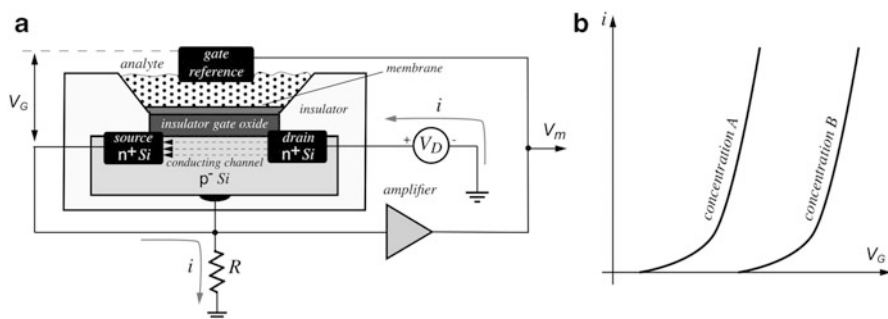 a
analyte
gate
reference
membrane
insulator
V_G
insulator gate oxide
source
n+ Si
drain
n+ Si
conducting channel
p- Si
i
+ V_D -
V_m
amplifier
i
R
b
i
concentration A
concentration B
V_G